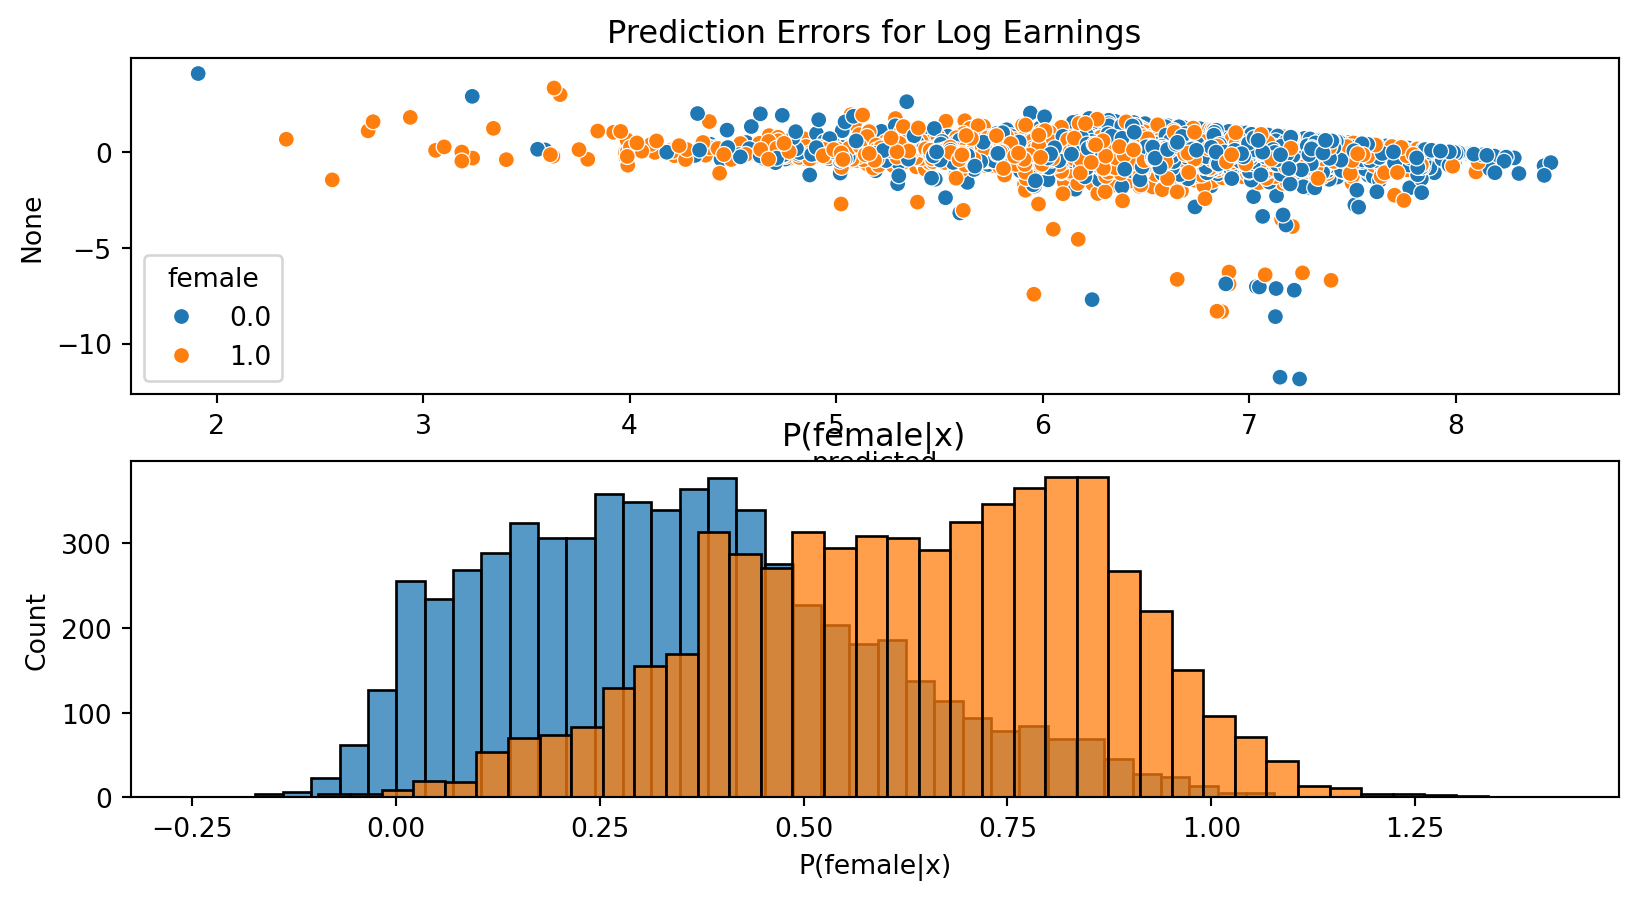 Prediction Errors for Log Earnings
None
0
−5
−10
female
0.0
1.0
2 3 4 5 6 7 8
predicted
P(female|x)
Count
300
200
100
0
−0.25 0.00 0.25 0.50 0.75 1.00 1.25
P(female|x)